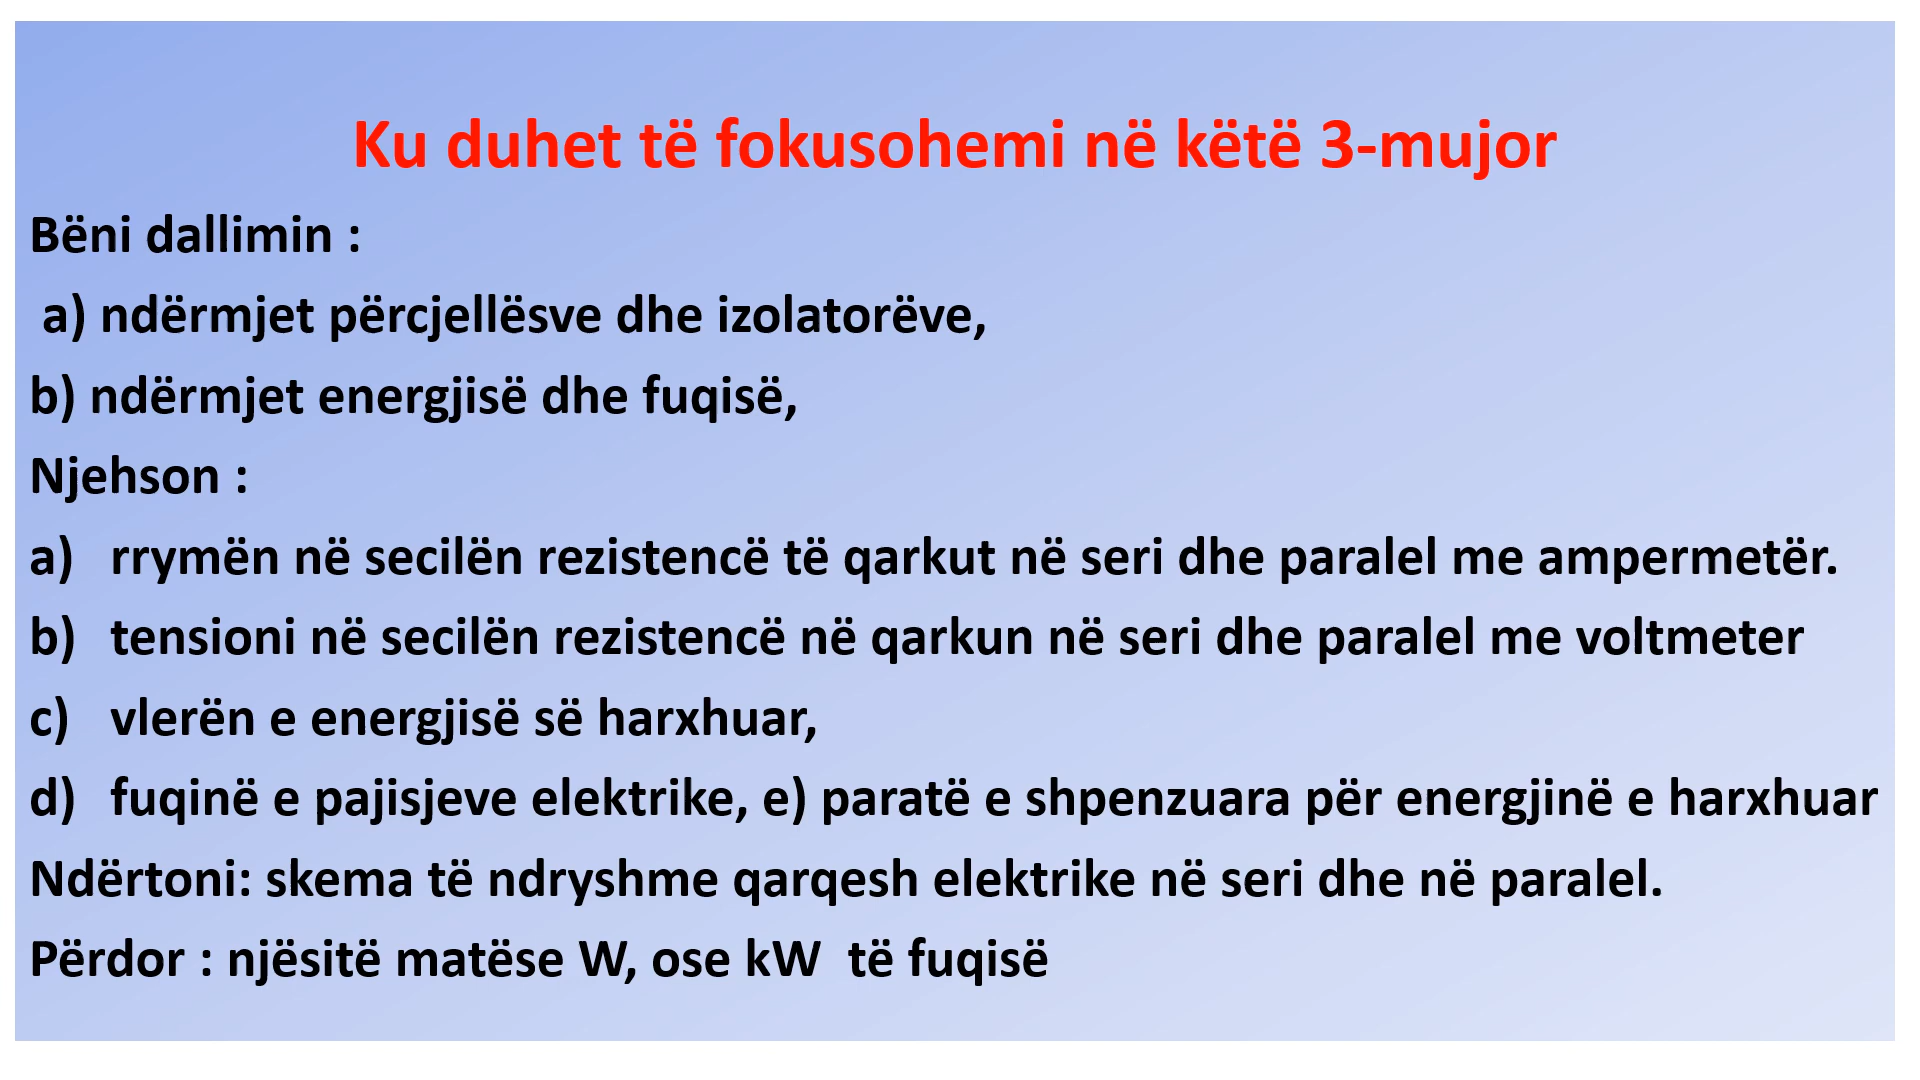 Ku duhet të fokusohemi në këtë 3-mujor
Bëni dallimin :
a) ndërmjet përcjellësve dhe izolatorëve,
b) ndërmjet energjisë dhe fuqisë,
Njehson :
a) rrymën në secilën rezistencë të qarkut në seri dhe paralel me ampermetër.
b) tensioni në secilën rezistencë në qarkun në seri dhe paralel me voltmeter
c) vlerën e energjisë së harxhuar,
d) fuqinë e pajisjeve elektrike, e) paratë e shpenzuara për energjinë e harxhuar
Ndërtoni: skema të ndryshme qarqesh elektrike në seri dhe në paralel.
Përdor : njësitë matëse W, ose kW të fuqisë